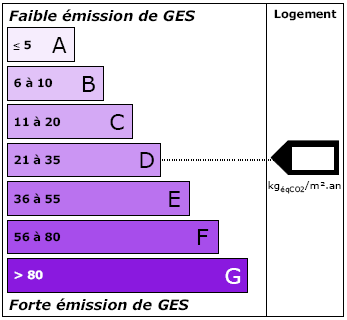 Faible émission de GES
Logement
≤ 5 A
6 à 10 B
11 à 20 C
21 à 35 D
36 à 55 E
56 à 80 F
> 80 G
kgéqCO2/m².an
Forte émission de GES